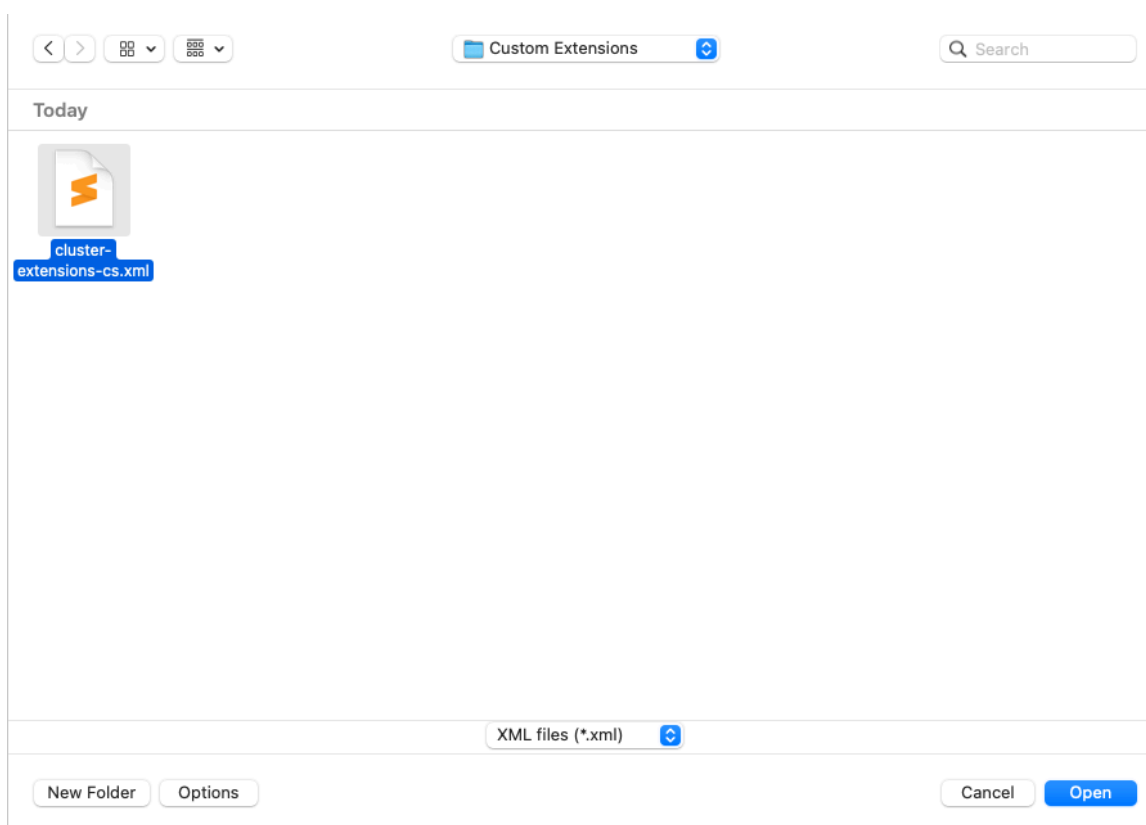 Custom Extensions
Search
Today
cluster-
extensions-cs.xml
XML files (*.xml)
New Folder
Options
Cancel
Open